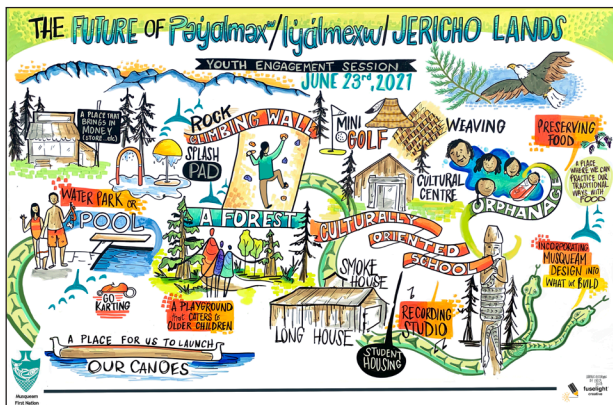 THE FUTURE OF Pəy̓álməxʷ/Iy̓álmexw/ JERICHO LANDS
YOUTH ENGAGEMENT SESSION
JUNE 23rd, 2021
A PLACE THAT
BRINGS IN
MONEY
(STORE etc)
ROCK
CLIMBING WALL
SPLASH
PAD
MINI
GOLF
WEAVING
CULTURAL
CENTRE
PRESERVING
FOOD
A PLACE
WHERE WE CAN
PRACTICE OUR
TRADITIONAL
WAYS WITH
FOOD
ORPHANAGE
WATER PARK OR
POOL
A FOREST
CULTURALLY
ORIENTED
SCHOOL
INCORPORATING
MUSQUEAM
DESIGN INTO
WHAT WE BUILD
GO
KARTING
A PLAYGROUND
that CATERS to
OLDER CHILDREN
SMOKE
HOUSE
LONG HOUSE
RECORDING
STUDIO
STUDENT
HOUSING
A PLACE FOR US TO LAUNCH
OUR CANOES
Musqueam
First Nation
fuselight
creative